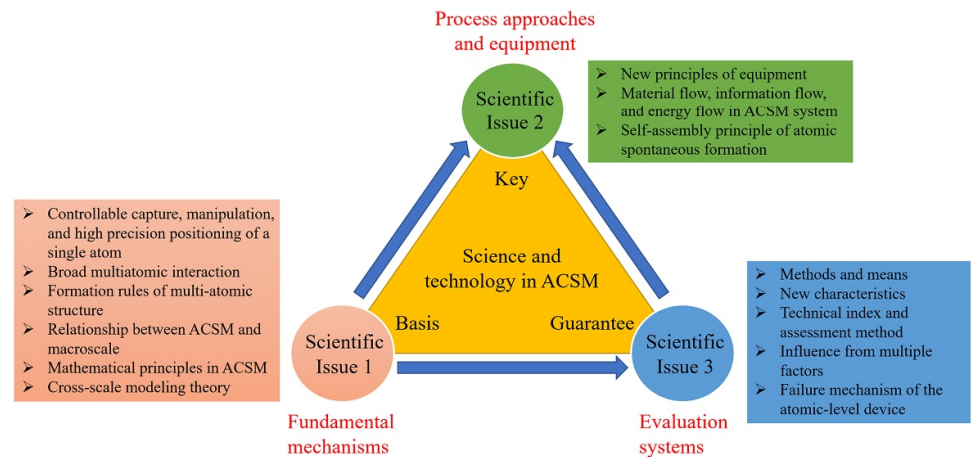 Process approaches
and equipment
Scientific
Issue 2
➢ New principles of equipment
➢ Material flow, information flow,
and energy flow in ACSM system
➢ Self-assembly principle of atomic
spontaneous formation
Key
➢ Controllable capture, manipulation,
and high precision positioning of a
single atom
➢ Broad multiatomic interaction
➢ Formation rules of multi-atomic
structure
➢ Relationship between ACSM and
macroscale
➢ Mathematical principles in ACSM
➢ Cross-scale modeling theory
Science and
technology in ACSM
Basis
Guarantee
Scientific
Issue 1
Fundamental
mechanisms
Scientific
Issue 3
Evaluation
systems
➢ Methods and means
➢ New characteristics
➢ Technical index and
assessment method
➢ Influence from multiple
factors
➢ Failure mechanism of the
atomic-level device